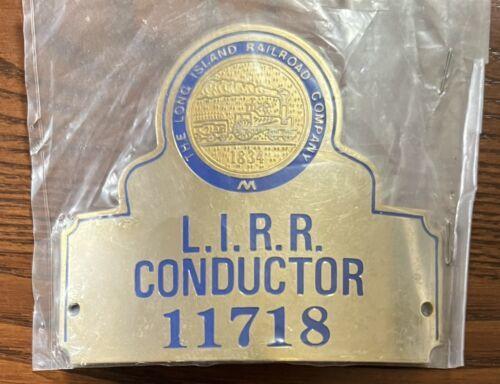 THE LONG ISLAND RAILROAD COMPANY
1834
M
L.I.R.R.
CONDUCTOR
11718